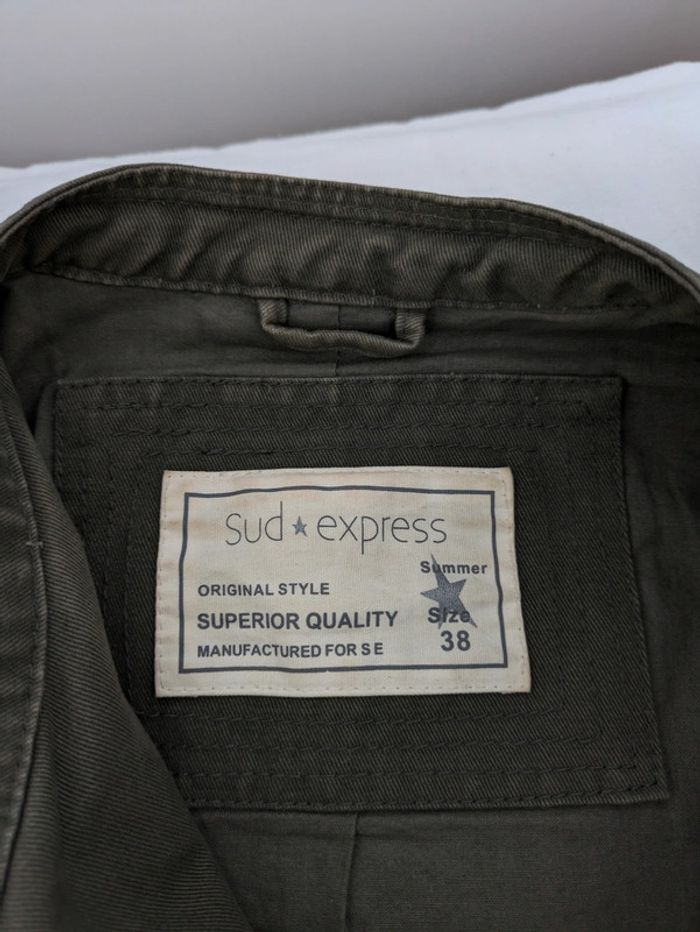 sud ★ express
Summer
ORIGINAL STYLE
SUPERIOR QUALITY Size
MANUFACTURED FOR S E 38